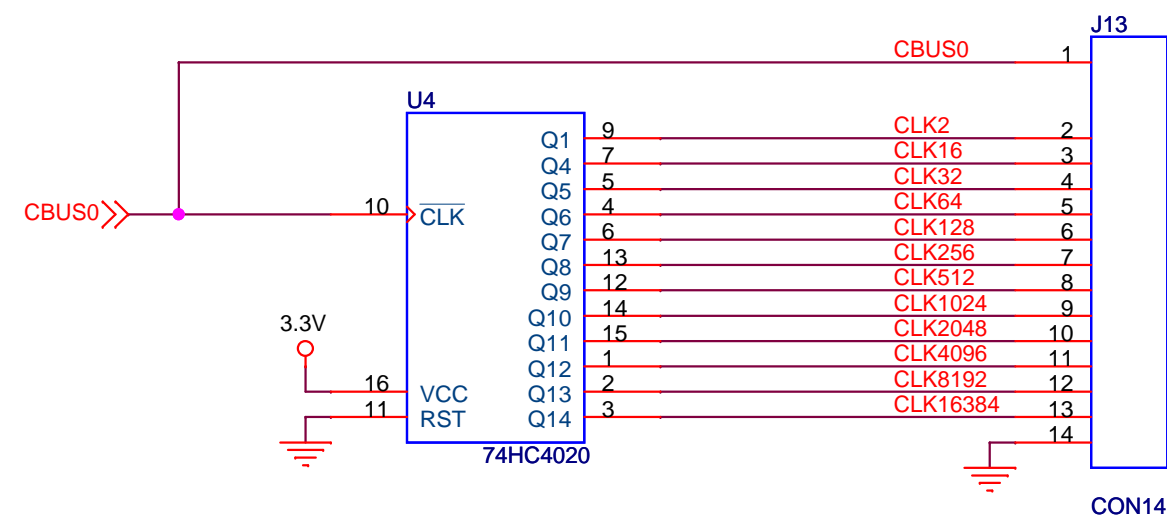 J13
CBUS0 1
U4
Q1 9 CLK2 2
Q4 7 CLK16 3
Q5 5 CLK32 4
CBUS0 10 CLK Q6 4 CLK64 5
Q7 6 CLK128 6
Q8 13 CLK256 7
Q9 12 CLK512 8
Q10 14 CLK1024 9
3.3V Q11 15 CLK2048 10
Q12 1 CLK4096 11
16 VCC Q13 2 CLK8192 12
11 RST Q14 3 CLK16384 13
14
74HC4020
CON14